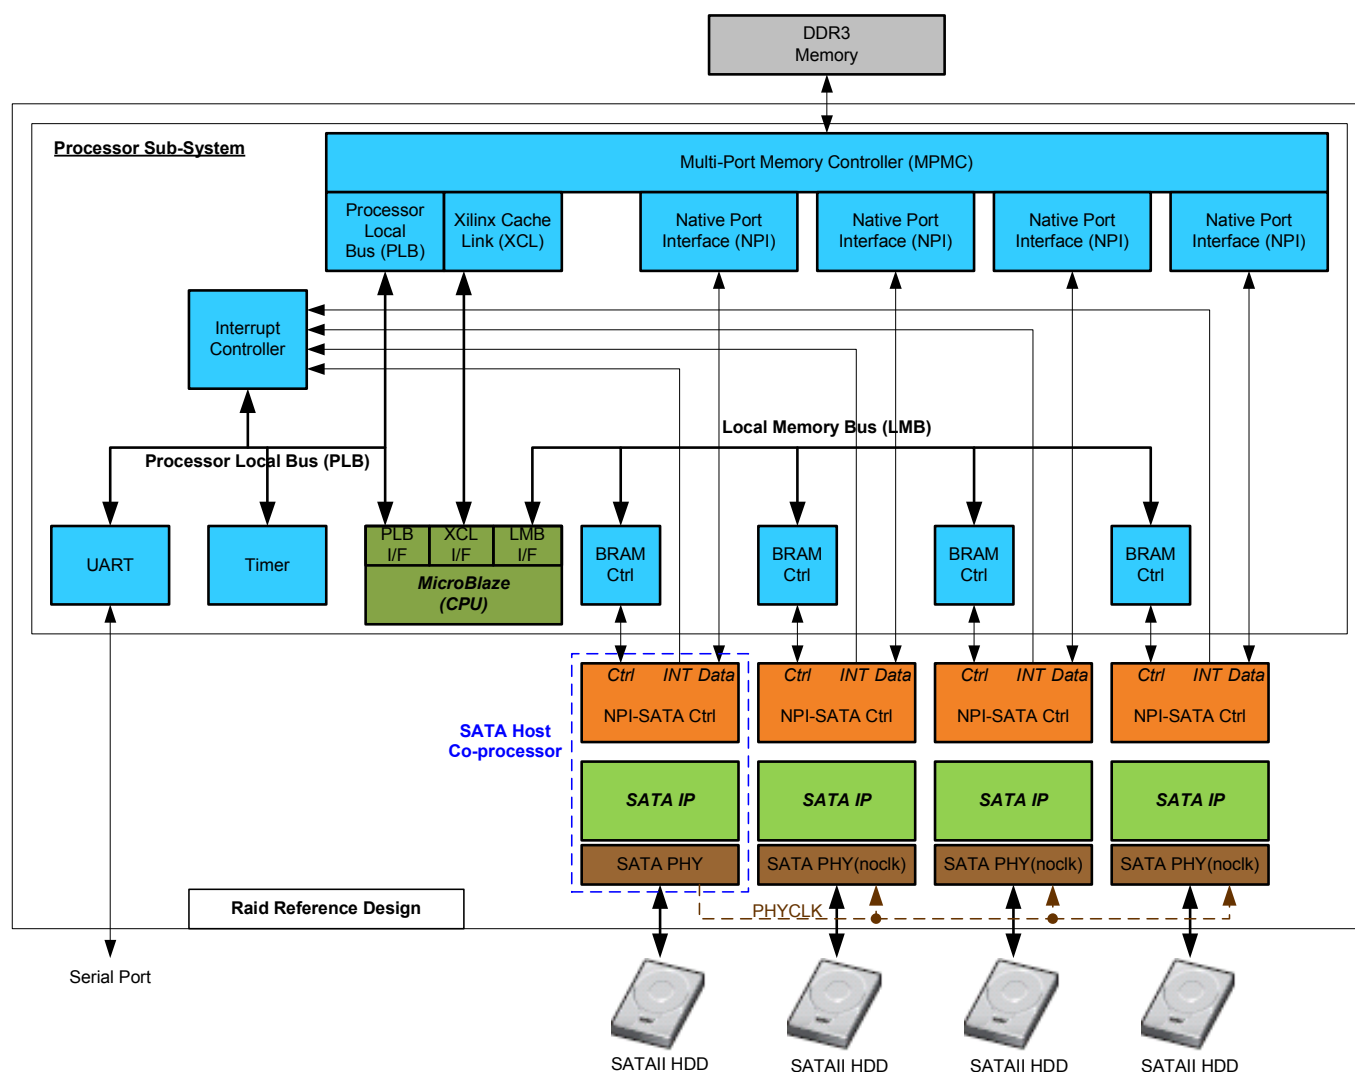 DDR3
Memory
Processor Sub-System
Multi-Port Memory Controller (MPMC)
Processor
Local
Bus (PLB)
Xilinx Cache
Link (XCL)
Native Port
Interface (NPI)
Native Port
Interface (NPI)
Native Port
Interface (NPI)
Native Port
Interface (NPI)
Interrupt
Controller
Local Memory Bus (LMB)
Processor Local Bus (PLB)
UART
Timer
PLB
I/F
XCL
I/F
LMB
I/F
MicroBlaze
(CPU)
BRAM
Ctrl
BRAM
Ctrl
BRAM
Ctrl
BRAM
Ctrl
SATA Host
Co-processor
Ctrl INT Data
NPI-SATA Ctrl
Ctrl INT Data
NPI-SATA Ctrl
Ctrl INT Data
NPI-SATA Ctrl
Ctrl INT Data
NPI-SATA Ctrl
SATA IP
SATA IP
SATA IP
SATA IP
SATA PHY
SATA PHY(noclk)
SATA PHY(noclk)
SATA PHY(noclk)
PHYCLK
Raid Reference Design
Serial Port
SATAII HDD
SATAII HDD
SATAII HDD
SATAII HDD